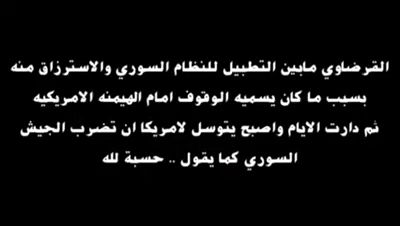 القرضاوي مابين التطبيل للنظام السوري والاسترزاق منه
بسبب ما كان يسميه الوقوف امام الهيمنه الامريكيه
ثم دارت الايام واصبح يتوسل لامريكا ان تضرب الجيش
السوري كما يقول .. حسبة لله